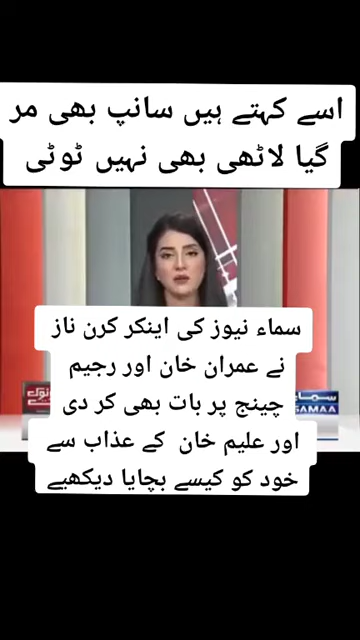 اسے کہتے ہیں سانپ بھی مر
گیا لاٹھی بھی نہیں ٹوٹی
سماء نیوز کی اینکر کرن ناز
نے عمران خان اور رجیم
چینج پر بات بھی کر دی
اور علیم خان کے عذاب سے
خود کو کیسے بچایا دیکھیے
سماء
SAMAA